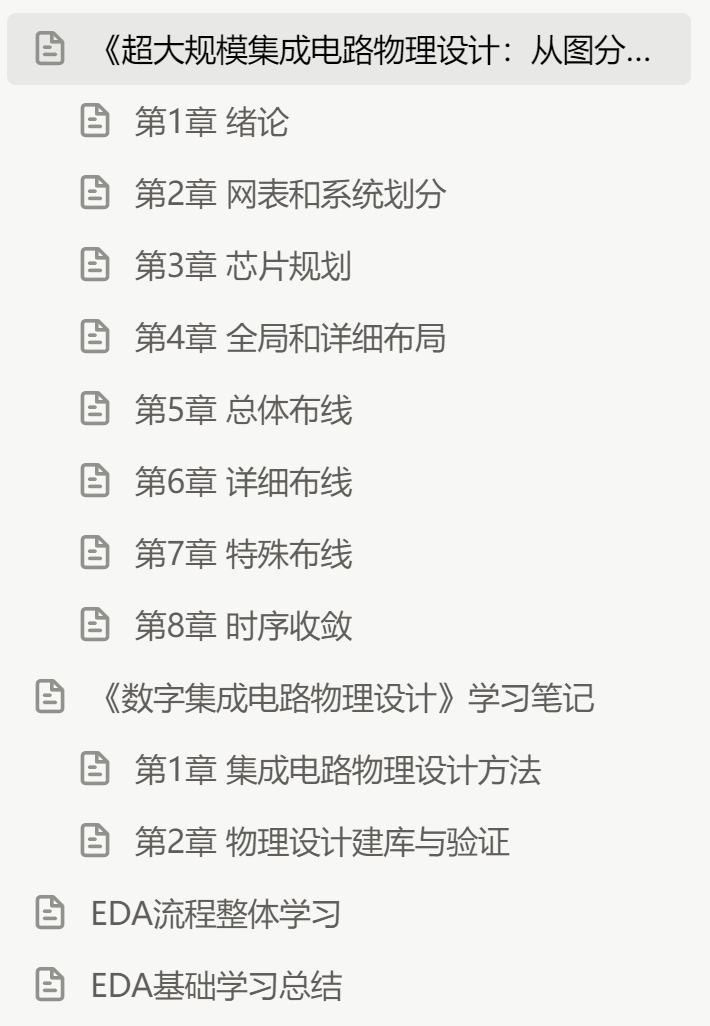 《超大规模集成电路物理设计：从图分...
第1章 绪论
第2章 网表和系统划分
第3章 芯片规划
第4章 全局和详细布局
第5章 总体布线
第6章 详细布线
第7章 特殊布线
第8章 时序收敛
《数字集成电路物理设计》学习笔记
第1章 集成电路物理设计方法
第2章 物理设计建库与验证
EDA流程整体学习
EDA基础学习总结